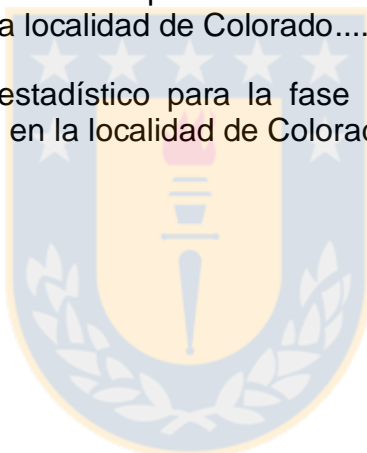 a localidad de Colorado....
estadístico para la fase
en la localidad de Colorad